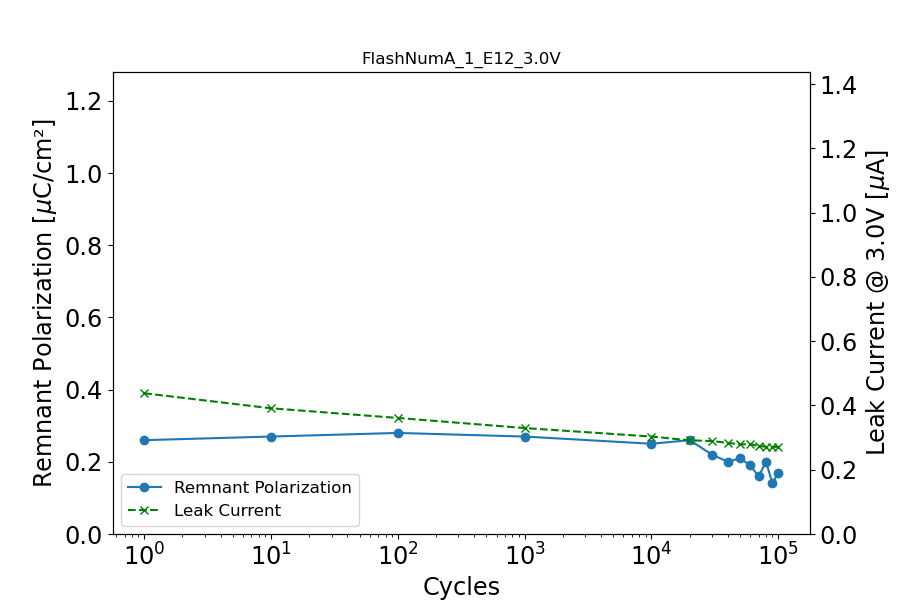 FlashNumA_1_E12_3.0V
Remnant Polarization [μC/cm²]
1.2
1.0
0.8
0.6
0.4
0.2
0.0
1.4
1.2
1.0
0.8
0.6
0.4
0.2
0.0
Leak Current @ 3.0V [μA]
Remnant Polarization
Leak Current
10⁰ 10¹ 10² 10³ 10⁴ 10⁵
Cycles